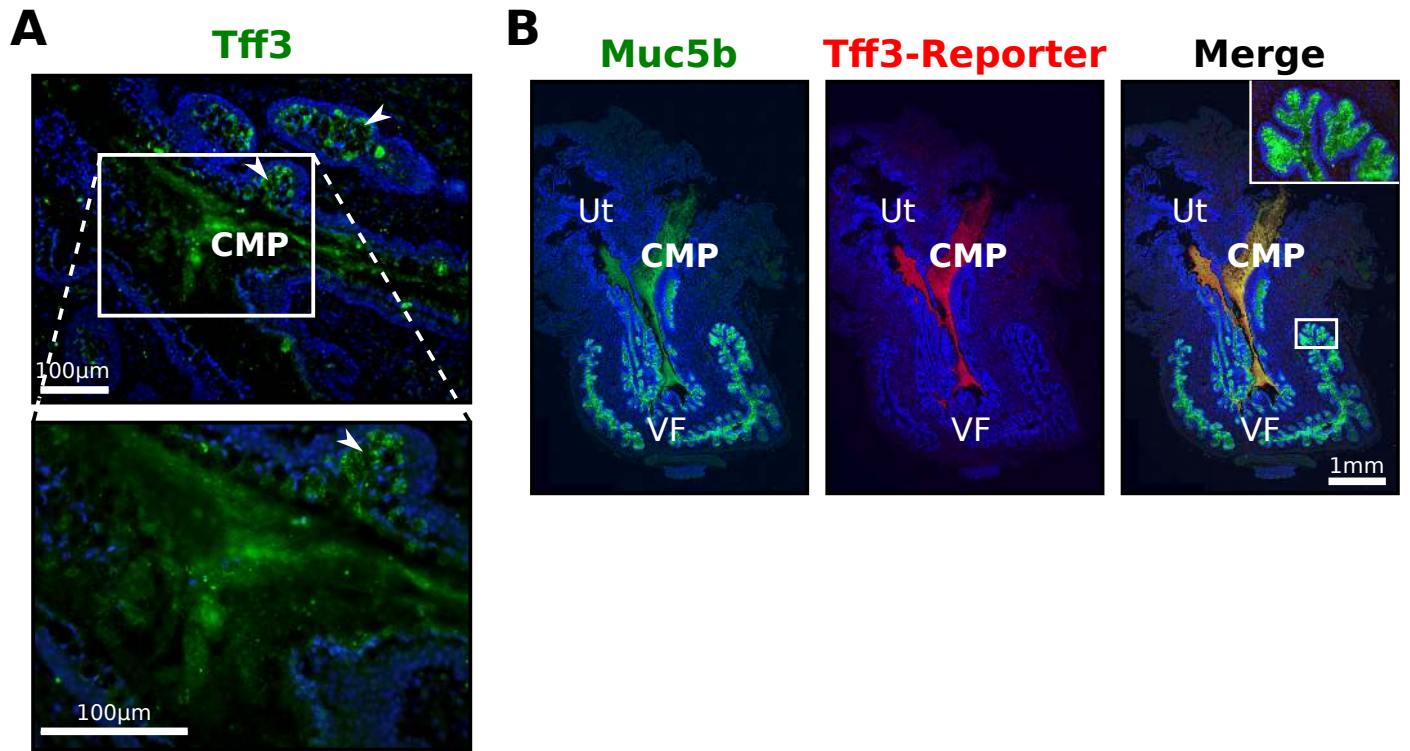 A
Tff3
CMP
100μm
100μm
B
Muc5b
Tff3-Reporter
Merge
Ut
CMP
VF
Ut
CMP
VF
Ut
CMP
VF
1mm